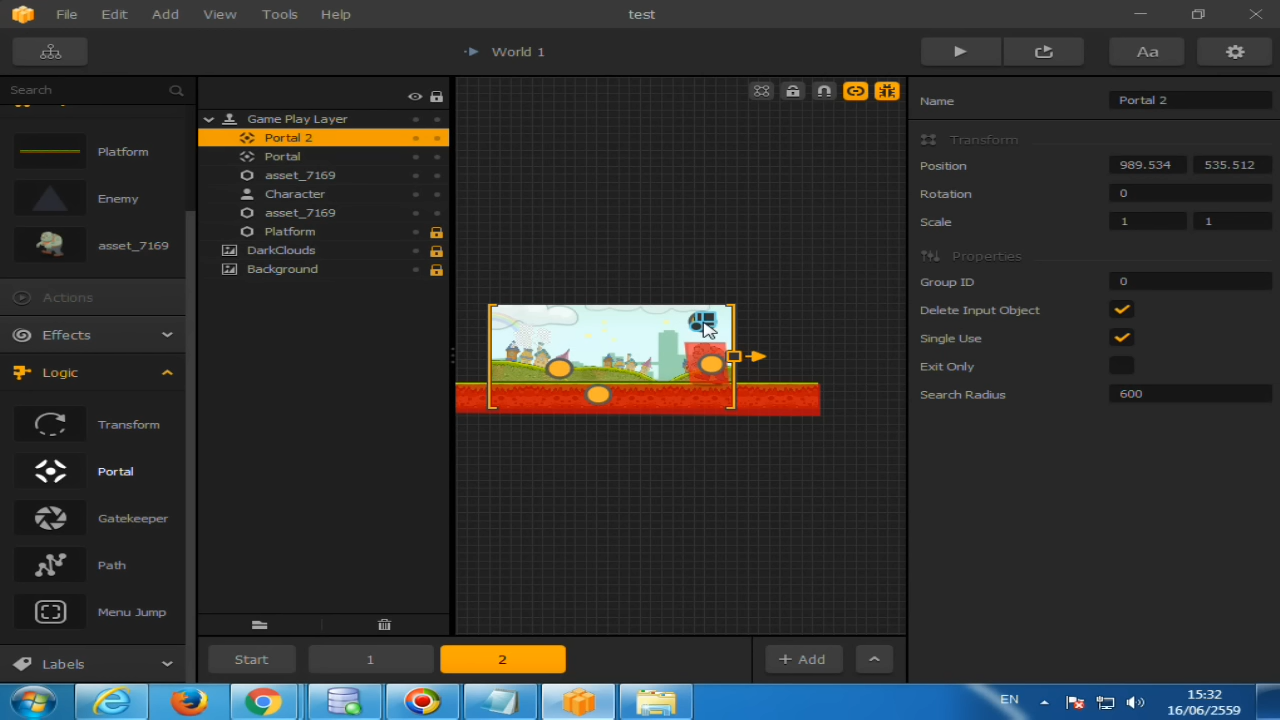 File Edit Add View Tools Help test
World 1
Aa
Search
Platform
Enemy
asset_7169
Actions
Effects
Logic
Transform
Portal
Gatekeeper
Path
Menu Jump
Labels
Game Play Layer
Portal 2
Portal
asset_7169
Character
asset_7169
Platform
DarkClouds
Background
Start 1 2 + Add
Name Portal 2
Transform
Position 989.534 535.512
Rotation 0
Scale 1 1
Properties
Group ID 0
Delete Input Object
Single Use
Exit Only
Search Radius 600
EN 15:32
16/06/2559